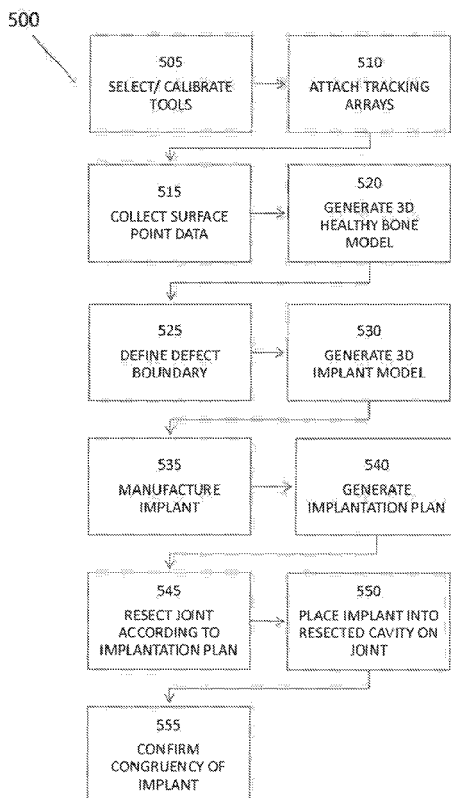 500
505
SELECT/ CALIBRATE
TOOLS
510
ATTACH TRACKING
ARRAYS
515
COLLECT SURFACE
POINT DATA
520
GENERATE 3D
HEALTHY BONE
MODEL
525
DEFINE DEFECT
BOUNDARY
530
GENERATE 3D
IMPLANT MODEL
535
MANUFACTURE
IMPLANT
540
GENERATE
IMPLANTATION PLAN
545
RESECT JOINT
ACCORDING TO
IMPLANTATION PLAN
550
PLACE IMPLANT INTO
RESECTED CAVITY ON
JOINT
555
CONFIRM
CONGRUENCY OF
IMPLANT